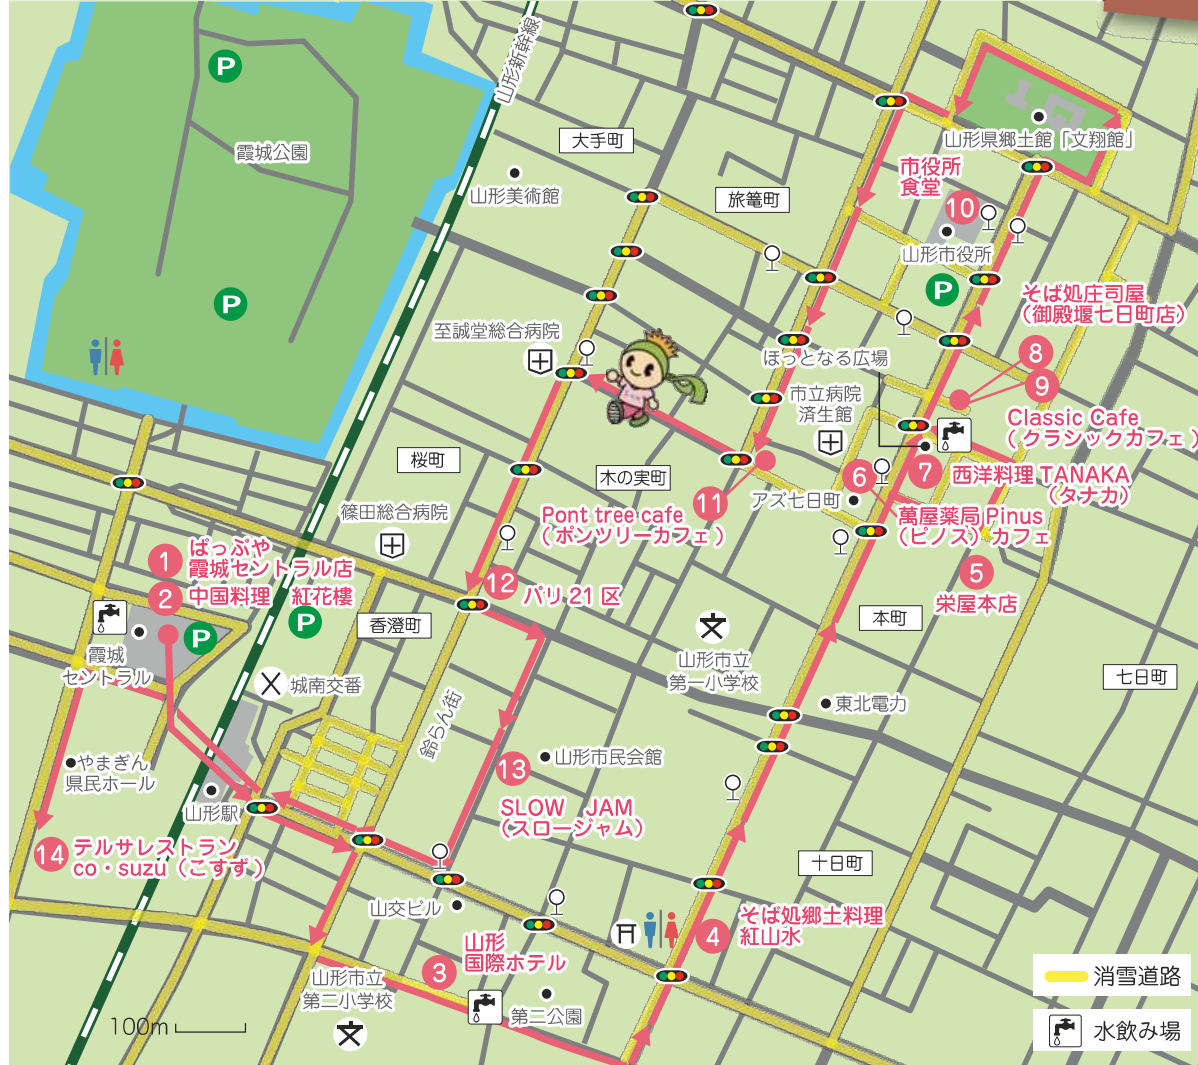 P
山形新幹線
霞城公園
大手町
山形県郷土館「文翔館」
山形美術館
市役所
食堂
旅篭町
10
山形市役所
P
P
そば処庄司屋
（御殿堰七日町店）
至誠堂総合病院
ほっとなる広場
8
9
市立病院
済生館
Classic Cafe
（クラシックカフェ）
桜町
木の実町
6
7
西洋料理 TANAKA
（タナカ）
アズ七日町
11
Pont tree cafe
（ポンツリーカフェ）
篠田総合病院
萬屋薬局 Pinus
（ピノス）カフェ
1
ぱっぷや
霞城セントラル店
2
中国料理　紅花樓
5
栄屋本店
12
パリ 21 区
P
P
香澄町
本町
霞城
セントラル
山形市立
第一小学校
七日町
城南交番
東北電力
鈴らん街
やまぎん
県民ホール
13
山形市民会館
山形駅
SLOW　JAM
（スロージャム）
14
テルサレストラン
co・suzu（こすず）
十日町
山交ビル
4
そば処郷土料理
紅山水
3
山形
国際ホテル
山形市立
第二小学校
第二公園
100m
消雪道路
水飲み場